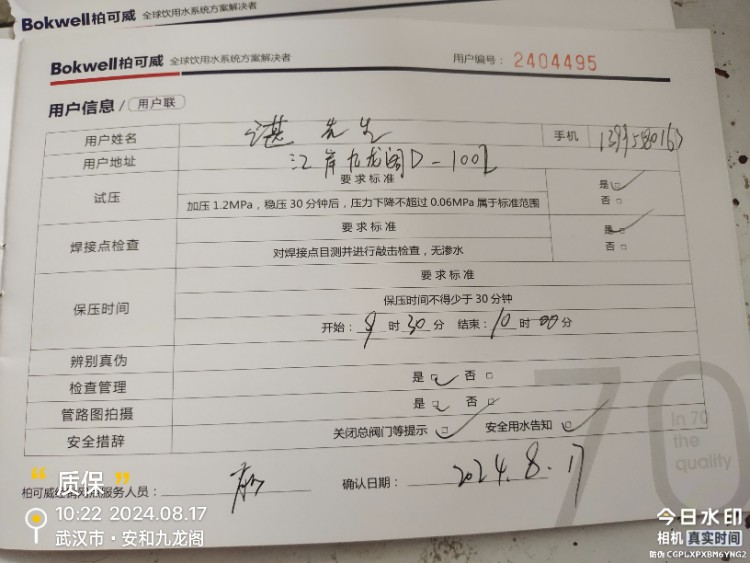 Bokwell柏可威 全球饮用水系统方案解决者
Bokwell柏可威 全球饮用水系统方案解决者
用户编号： 2404495
用户信息 / 用户联
用户姓名 谌先生 手机
用户地址 江岸九龙阁D-1002
试压 要求标准 是
加压1.2MPa，稳压30分钟后，压力下降不超过0.06MPa属于标准范围 否
焊接点检查 要求标准 是
对焊接点目测并进行敲击检查，无渗水 否
保压时间 要求标准
保压时间不得少于30分钟
开始：9时30分 结束：10时00分
辨别真伪
检查管理 是 否
管路图拍摄 是 否
安全措辞 关闭总阀门等提示 安全用水告知
70
In 70
the
quality
“质保”
柏可威 服务人员： 确认日期： 2024.8.17
10:22 2024.08.17
武汉市·安和九龙阁
今日水印
相机 真实时间
防伪 CGPLXPXBM6YNG2